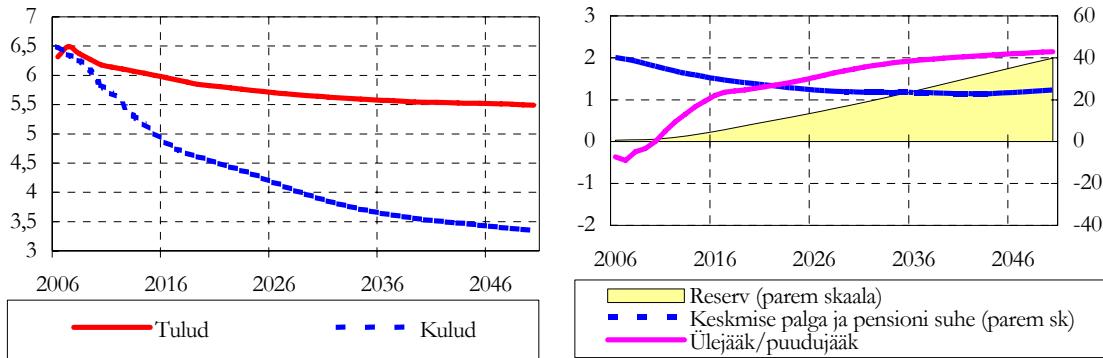 7
6,5
6
5,5
5
4,5
4
3,5
3
2006 2016 2026 2036 2046
Tulud Kulud
3 60
2 40
1 20
0 0
-1 -20
-2 -40
2006 2016 2026 2036 2046
Reserv (parem skaala)
Keskmise palga ja pensioni suhe (parem sk)
Ülejääk/puudujääk